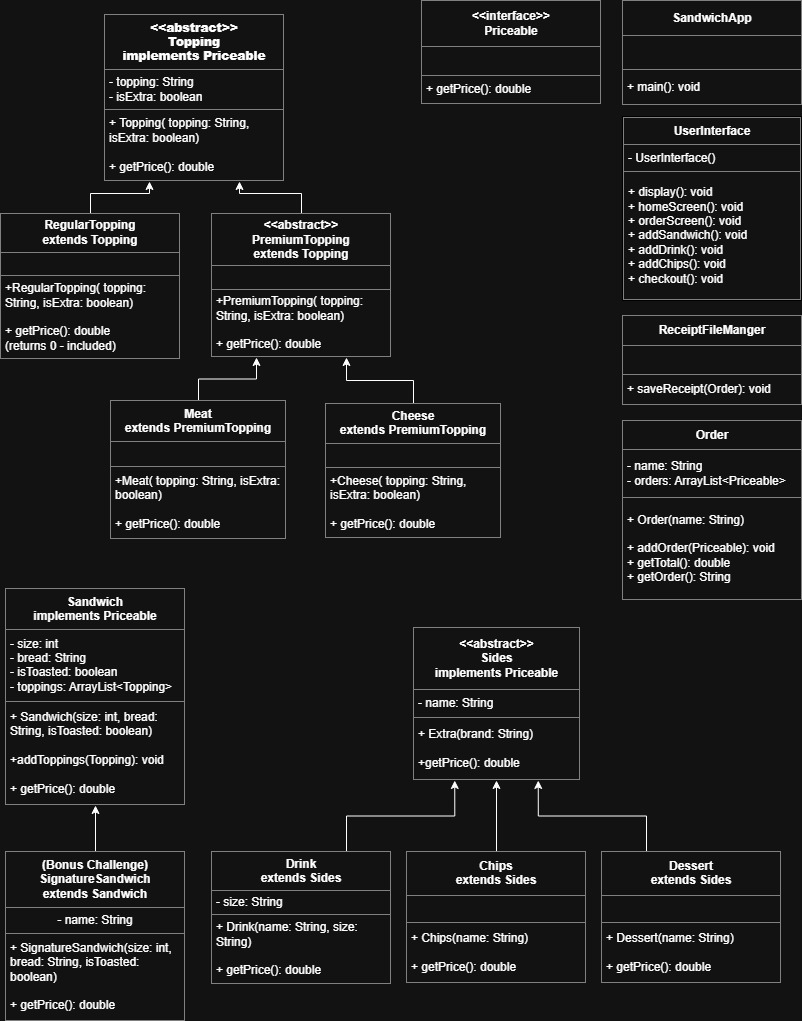 <<abstract>>
Topping
implements Priceable
- topping: String
- isExtra: boolean
+ Topping( topping: String,
isExtra: boolean)
+ getPrice(): double
<<interface>>
Priceable
+ getPrice(): double
SandwichApp
+ main(): void
UserInterface
- UserInterface()
+ display(): void
+ homeScreen(): void
+ orderScreen(): void
+ addSandwich(): void
+ addDrink(): void
+ addChips(): void
+ checkout(): void
RegularTopping
extends Topping
+RegularTopping( topping:
String, isExtra: boolean)
+ getPrice(): double
(returns 0 - included)
<<abstract>>
PremiumTopping
extends Topping
+PremiumTopping( topping:
String, isExtra: boolean)
+ getPrice(): double
ReceiptFileManger
+ saveReceipt(Order): void
Meat
extends PremiumTopping
+Meat( topping: String, isExtra:
boolean)
+ getPrice(): double
Cheese
extends PremiumTopping
+Cheese( topping: String,
isExtra: boolean)
+ getPrice(): double
Order
- name: String
- orders: ArrayList<Priceable>
+ Order(name: String)
+ addOrder(Priceable): void
+ getTotal(): double
+ getOrder(): String
Sandwich
implements Priceable
- size: int
- bread: String
- isToasted: boolean
- toppings: ArrayList<Topping>
+ Sandwich(size: int, bread:
String, isToasted: boolean)
+addToppings(Topping): void
+ getPrice(): double
<<abstract>>
Sides
implements Priceable
- name: String
+ Extra(brand: String)
+getPrice(): double
(Bonus Challenge)
SignatureSandwich
extends Sandwich
- name: String
+ SignatureSandwich(size: int,
bread: String, isToasted:
boolean)
+ getPrice(): double
Drink
extends Sides
- size: String
+ Drink(name: String, size:
String)
+ getPrice(): double
Chips
extends Sides
+ Chips(name: String)
+ getPrice(): double
Dessert
extends Sides
+ Dessert(name: String)
+ getPrice(): double